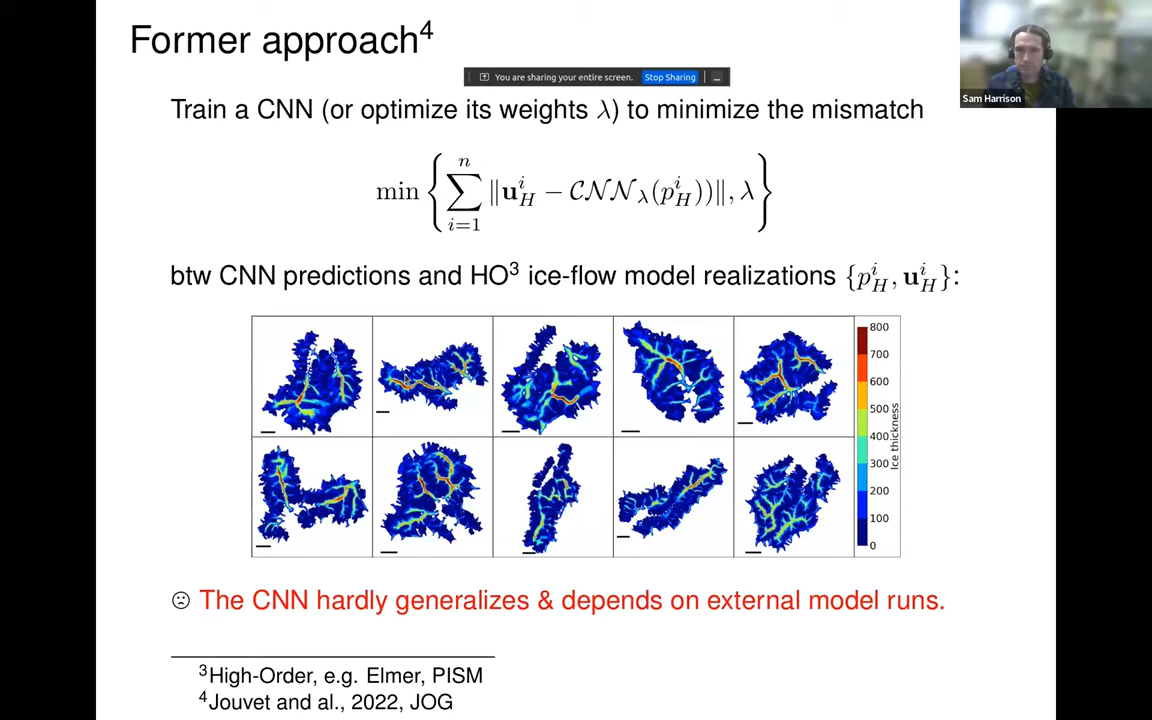 Former approach⁴
You are sharing your entire screen. Stop Sharing
Sam Harrison
Train a CNN (or optimize its weights λ) to minimize the mismatch
min { ∑_{i=1}^{n} ‖u_H^i − 𝒞𝒩𝒩_λ(p_H^i))‖, λ }
btw CNN predictions and HO³ ice-flow model realizations {p_H^i, u_H^i}:
800
700
600
500
400
300
200
100
0
Ice thickness
☹ The CNN hardly generalizes & depends on external model runs.
³High-Order, e.g. Elmer, PISM
⁴Jouvet and al., 2022, JOG